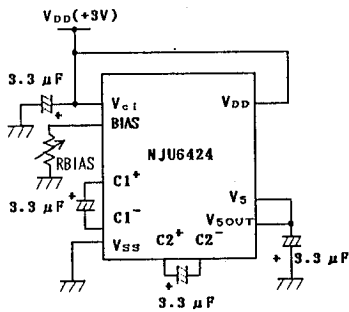 VDD(+3V)
3.3 μF
+
Vci
VDD
BIAS
NJU6424
RBIAS
C1+
3.3 μF
+
C1-
V5
V5OUT
VSS
C2+ C2-
+ 3.3 μF
+
3.3 μF